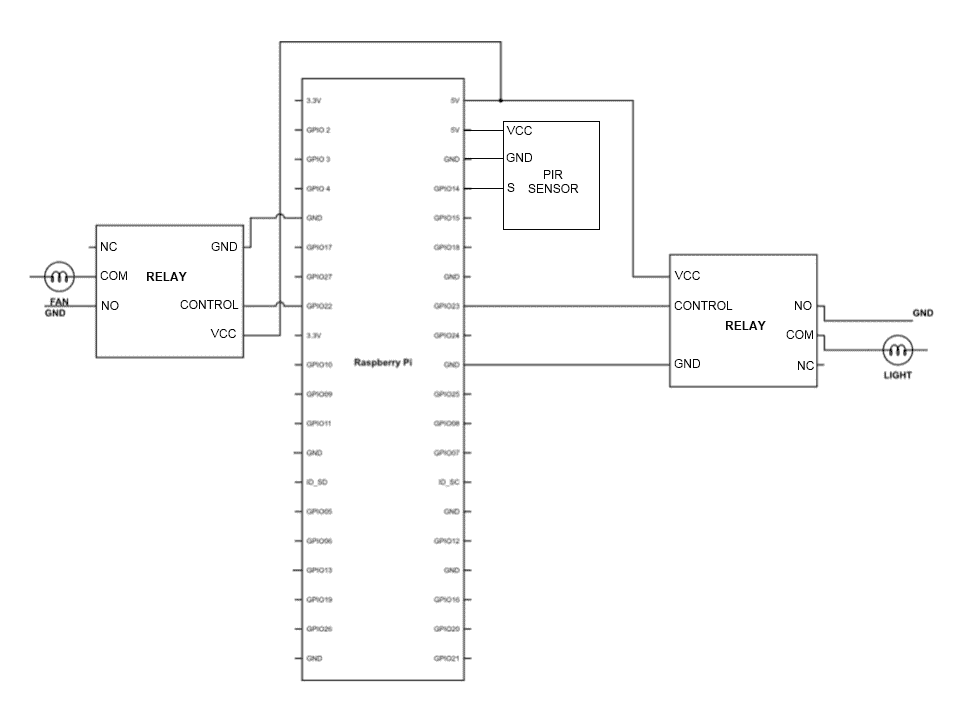 3.3V
GPIO 2
GPIO 3
GPIO 4
GND
GPIO17
GPIO27
GPIO22
3.3V
GPIO10
GPIO09
GPIO11
GND
ID_SD
GPIO05
GPIO06
GPIO13
GPIO19
GPIO26
GND
Raspberry Pi
5V
5V
GND
GPIO14
GPIO15
GPIO18
GND
GPIO23
GPIO24
GND
GPIO25
GPIO08
GPIO07
ID_SC
GND
GPIO12
GND
GPIO16
GPIO20
GPIO21
VCC
GND
S
PIR
SENSOR
NC
COM
NO
RELAY
GND
CONTROL
VCC
FAN
GND
VCC
CONTROL
GND
RELAY
NO
COM
NC
GND
LIGHT